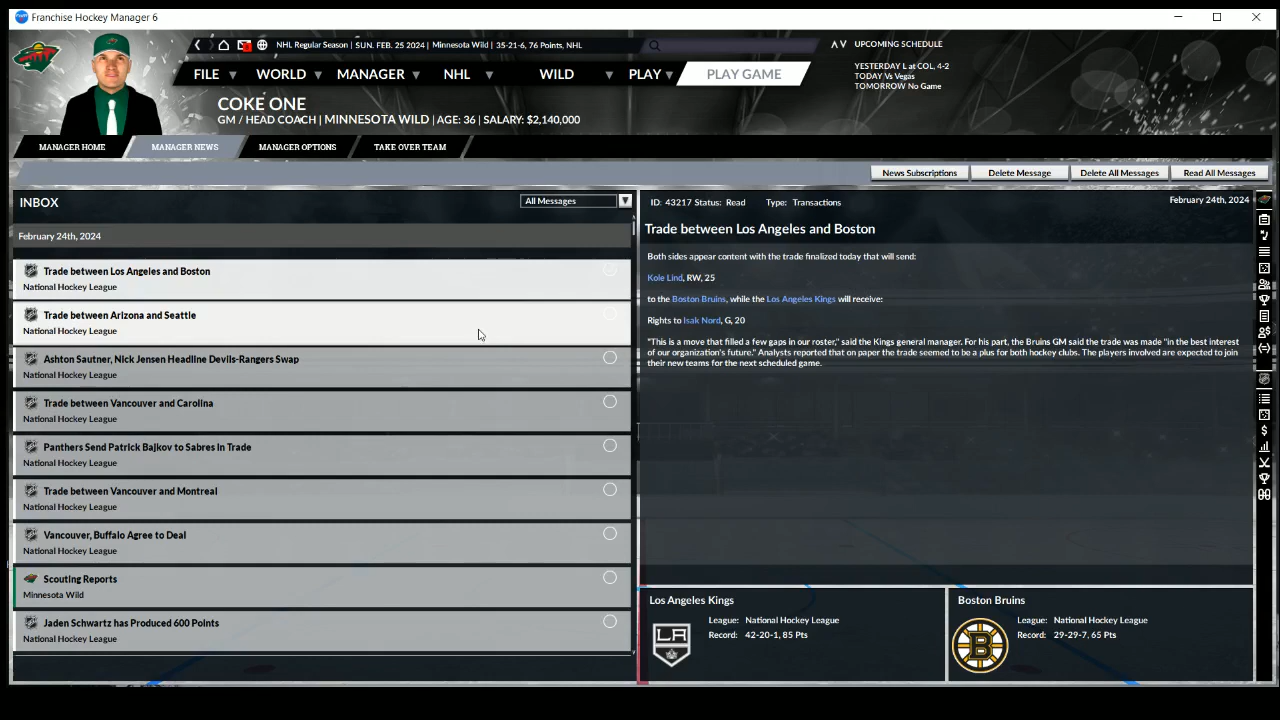 Franchise Hockey Manager 6
NHL Regular Season | SUN. FEB. 25 2024 | Minnesota Wild | 35-21-6, 76 Points, NHL
FILE WORLD MANAGER NHL WILD PLAY PLAY GAME
COKE ONE
GM / HEAD COACH | MINNESOTA WILD | AGE: 36 | SALARY: $2,140,000
UPCOMING SCHEDULE
YESTERDAY L at COL, 4-2
TODAY Vs Vegas
TOMORROW No Game
MANAGER HOME MANAGER NEWS MANAGER OPTIONS TAKE OVER TEAM
News Subscriptions Delete Message Delete All Messages Read All Messages
INBOX
All Messages
February 24th, 2024
Trade between Los Angeles and Boston
National Hockey League
Trade between Arizona and Seattle
National Hockey League
Ashton Sautner, Nick Jensen Headline Devils-Rangers Swap
National Hockey League
Trade between Vancouver and Carolina
National Hockey League
Panthers Send Patrick Bajkov to Sabres in Trade
National Hockey League
Trade between Vancouver and Montreal
National Hockey League
Vancouver, Buffalo Agree to Deal
National Hockey League
Scouting Reports
Minnesota Wild
Jaden Schwartz has Produced 600 Points
National Hockey League
ID: 43217 Status: Read Type: Transactions
February 24th, 2024
Trade between Los Angeles and Boston
Both sides appear content with the trade finalized today that will send:
Kole Lind, RW, 25
to the Boston Bruins, while the Los Angeles Kings will receive:
Rights to Isak Nord, G, 20
"This is a move that filled a few gaps in our roster," said the Kings general manager. For his part, the Bruins GM said the trade was made "in the best interest
of our organization's future." Analysts reported that on paper the trade seemed to be a plus for both hockey clubs. The players involved are expected to join
their new teams for the next scheduled game.
Los Angeles Kings
League: National Hockey League
Record: 42-20-1, 85 Pts
LA
Boston Bruins
League: National Hockey League
Record: 29-29-7, 65 Pts
B